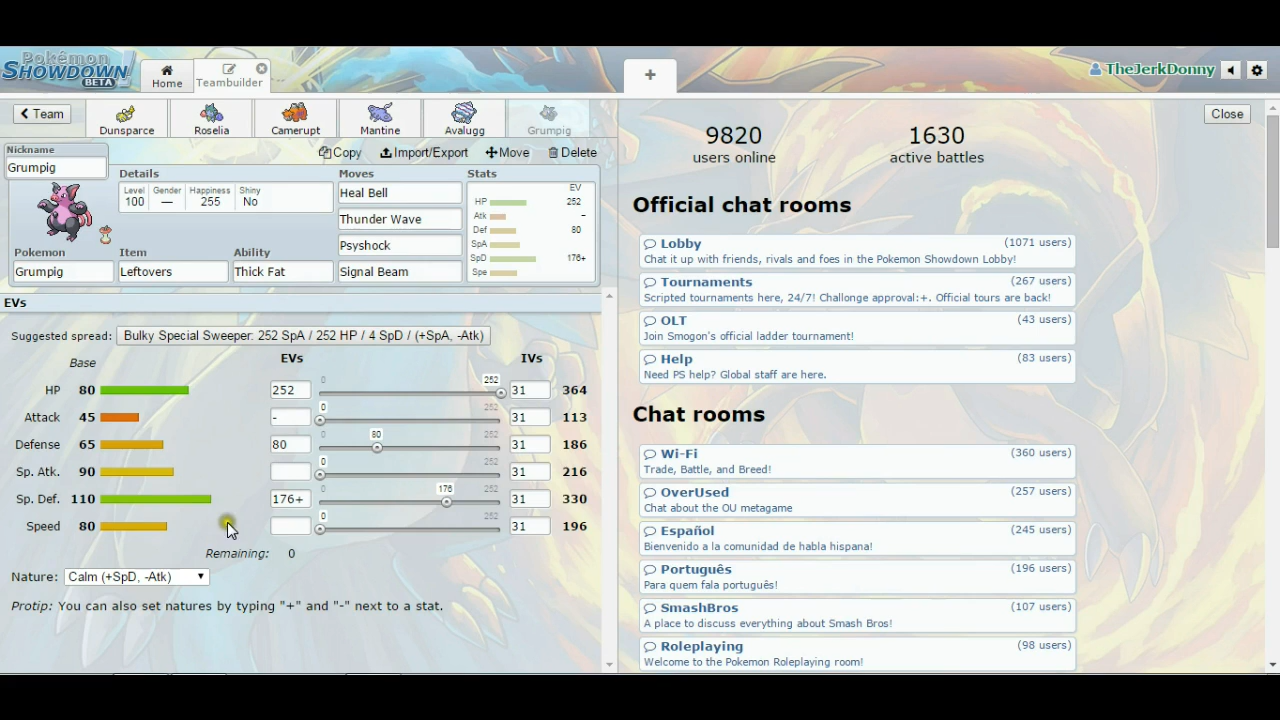 Pokémon
SHOWDOWN!
BETA
Home
Teambuilder
+
TheJerkDonny
Team
Dunsparce
Roselia
Camerupt
Mantine
Avalugg
Grumpig
Close
Nickname
Grumpig
Copy
Import/Export
Move
Delete
Details
Level Gender Happiness Shiny
100 — 255 No
Moves
Heal Bell
Thunder Wave
Psyshock
Signal Beam
Stats
EV
HP 252
Atk -
Def 80
SpA
SpD 176+
Spe
Pokemon
Grumpig
Item
Leftovers
Ability
Thick Fat
EVs
Suggested spread: Bulky Special Sweeper: 252 SpA / 252 HP / 4 SpD / (+SpA, -Atk)
Base EVs IVs
HP 80 252 0 252 31 364
Attack 45 - 0 252 31 113
Defense 65 80 0 80 252 31 186
Sp. Atk. 90 0 252 31 216
Sp. Def. 110 176+ 0 176 252 31 330
Speed 80 0 252 31 196
Remaining: 0
Nature: Calm (+SpD, -Atk)
Protip: You can also set natures by typing "+" and "-" next to a stat.
9820 1630
users online active battles
Official chat rooms
Lobby (1071 users)
Chat it up with friends, rivals and foes in the Pokemon Showdown Lobby!
Tournaments (267 users)
Scripted tournaments here, 24/7! Challonge approval:+. Official tours are back!
OLT (43 users)
Join Smogon's official ladder tournament!
Help (83 users)
Need PS help? Global staff are here.
Chat rooms
Wi-Fi (360 users)
Trade, Battle, and Breed!
OverUsed (257 users)
Chat about the OU metagame
Español (245 users)
Bienvenido a la comunidad de habla hispana!
Português (196 users)
Para quem fala português!
SmashBros (107 users)
A place to discuss everything about Smash Bros!
Roleplaying (98 users)
Welcome to the Pokemon Roleplaying room!